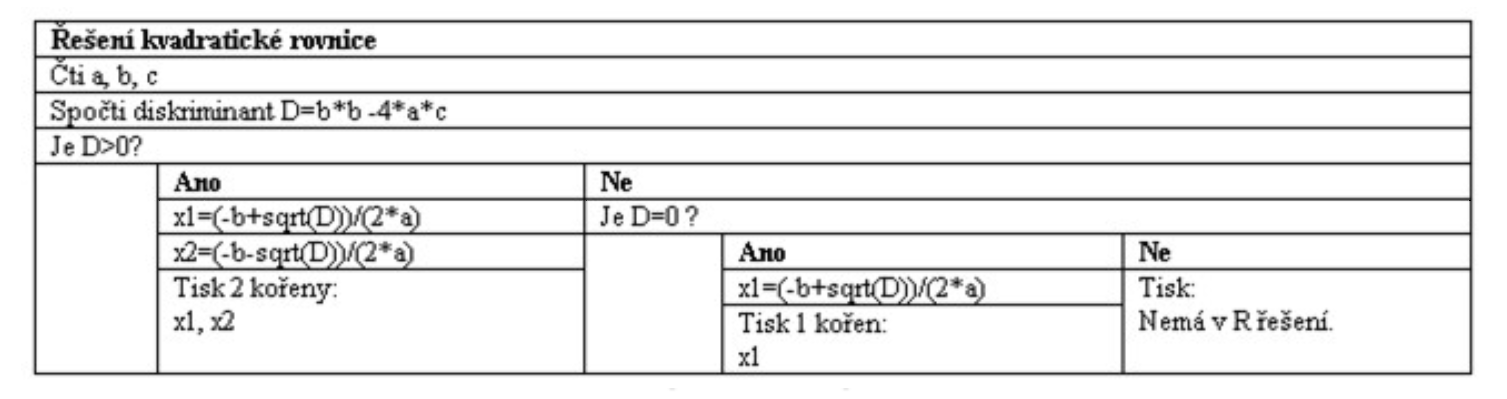 Řešení kvadratické rovnice
Čti a, b, c
Spočti diskriminant D=b*b -4*a*c
Je D>0?
Ano
x1=(-b+sqrt(D))/(2*a)
x2=(-b-sqrt(D))/(2*a)
Tisk 2 kořeny:
x1, x2
Ne
Je D=0 ?
Ano
x1=(-b+sqrt(D))/(2*a)
Tisk 1 kořen:
x1
Ne
Tisk:
Nemá v R řešení.